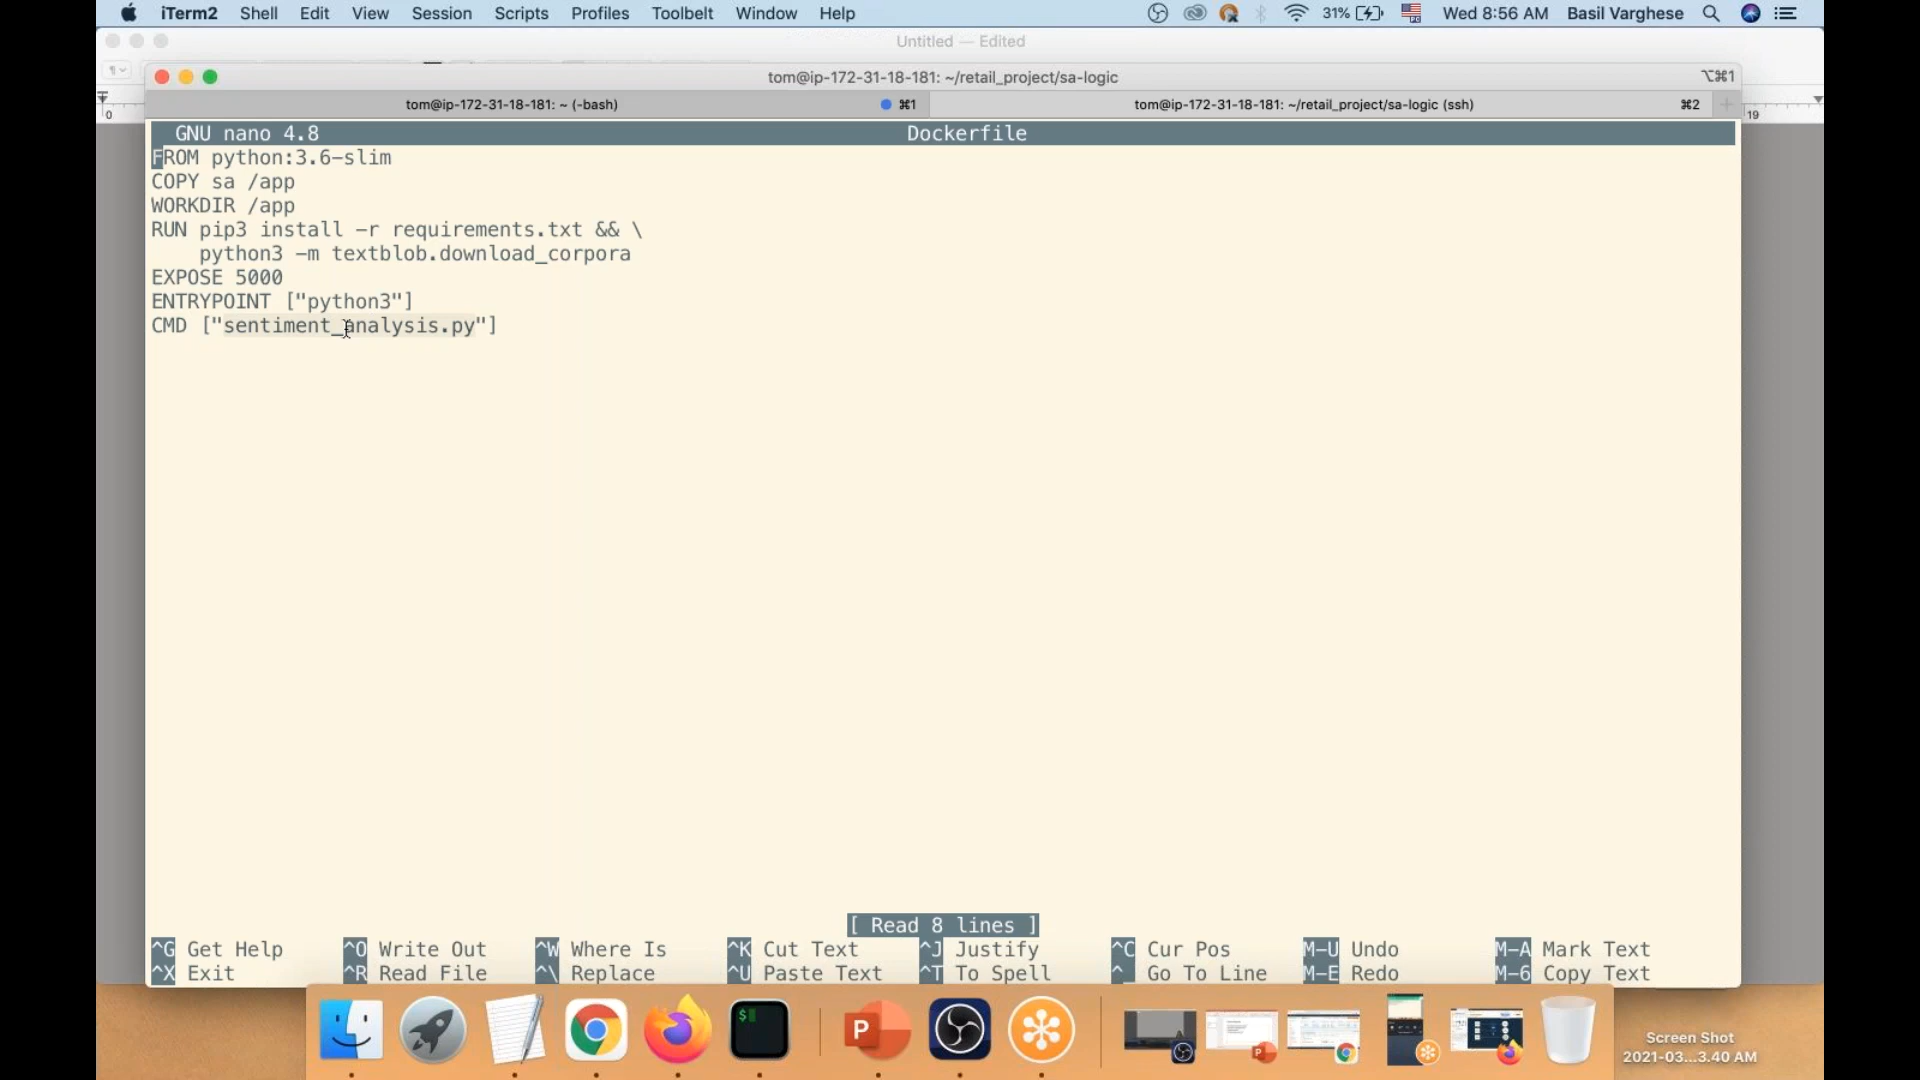 iTerm2 Shell Edit View Session Scripts Profiles Toolbelt Window Help 31% Wed 8:56 AM Basil Varghese
Untitled — Edited
tom@ip-172-31-18-181: ~/retail_project/sa-logic ⌥⌘1
0 tom@ip-172-31-18-181: ~ (-bash) ⌘1 tom@ip-172-31-18-181: ~/retail_project/sa-logic (ssh) ⌘2 + 19
GNU nano 4.8 Dockerfile
FROM python:3.6-slim
COPY sa /app
WORKDIR /app
RUN pip3 install -r requirements.txt && \
python3 -m textblob.download_corpora
EXPOSE 5000
ENTRYPOINT ["python3"]
CMD ["sentiment_analysis.py"]
[ Read 8 lines ]
^G Get Help ^O Write Out ^W Where Is ^K Cut Text ^J Justify ^C Cur Pos M-U Undo M-A Mark Text
^X Exit ^R Read File ^\ Replace ^U Paste Text ^T To Spell ^_ Go To Line M-E Redo M-6 Copy Text
$
P
Screen Shot
2021-03...3.40 AM